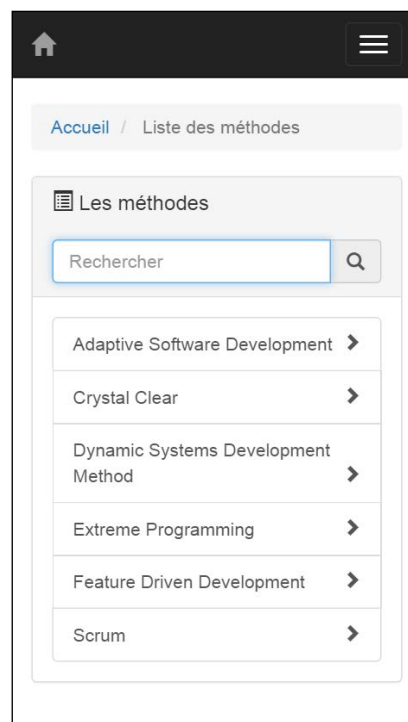 Accueil / Liste des méthodes
Les méthodes
Rechercher
Adaptive Software Development
Crystal Clear
Dynamic Systems Development
Method
Extreme Programming
Feature Driven Development
Scrum